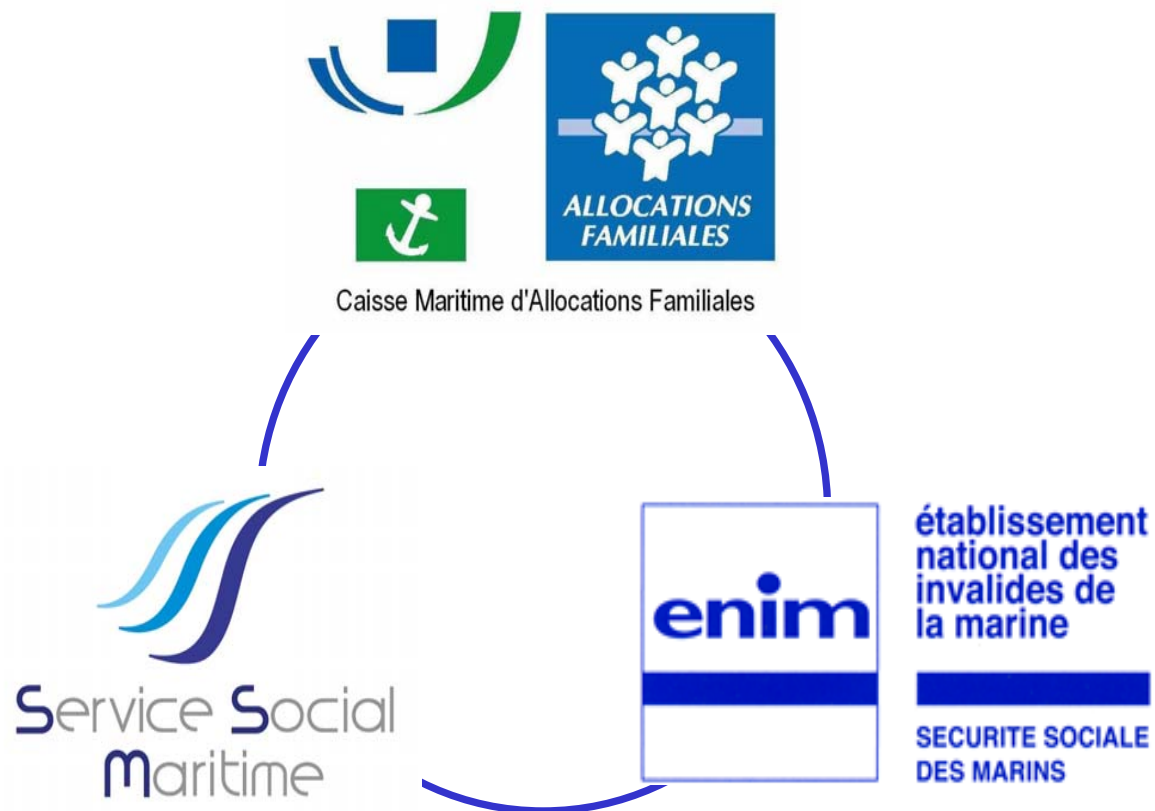 ALLOCATIONS
FAMILIALES
Caisse Maritime d'Allocations Familiales
Service Social
Maritime
enim
établissement
national des
invalides de
la marine
SECURITE SOCIALE
DES MARINS